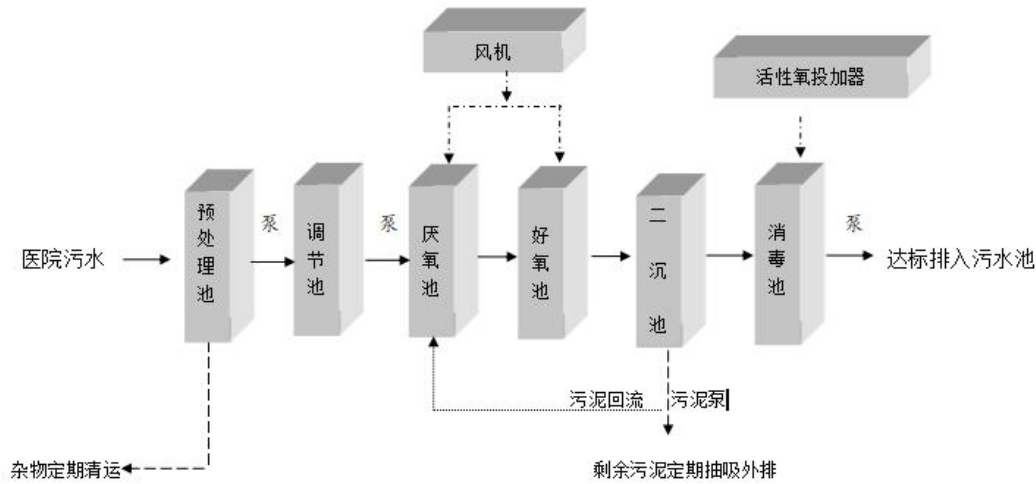 风机
活性氧投加器
医院污水
预处理池
泵
调节池
泵
厌氧池
好氧池
二沉池
消毒池
泵
达标排入污水池
污泥回流
污泥泵
杂物定期清运
剩余污泥定期抽吸外排